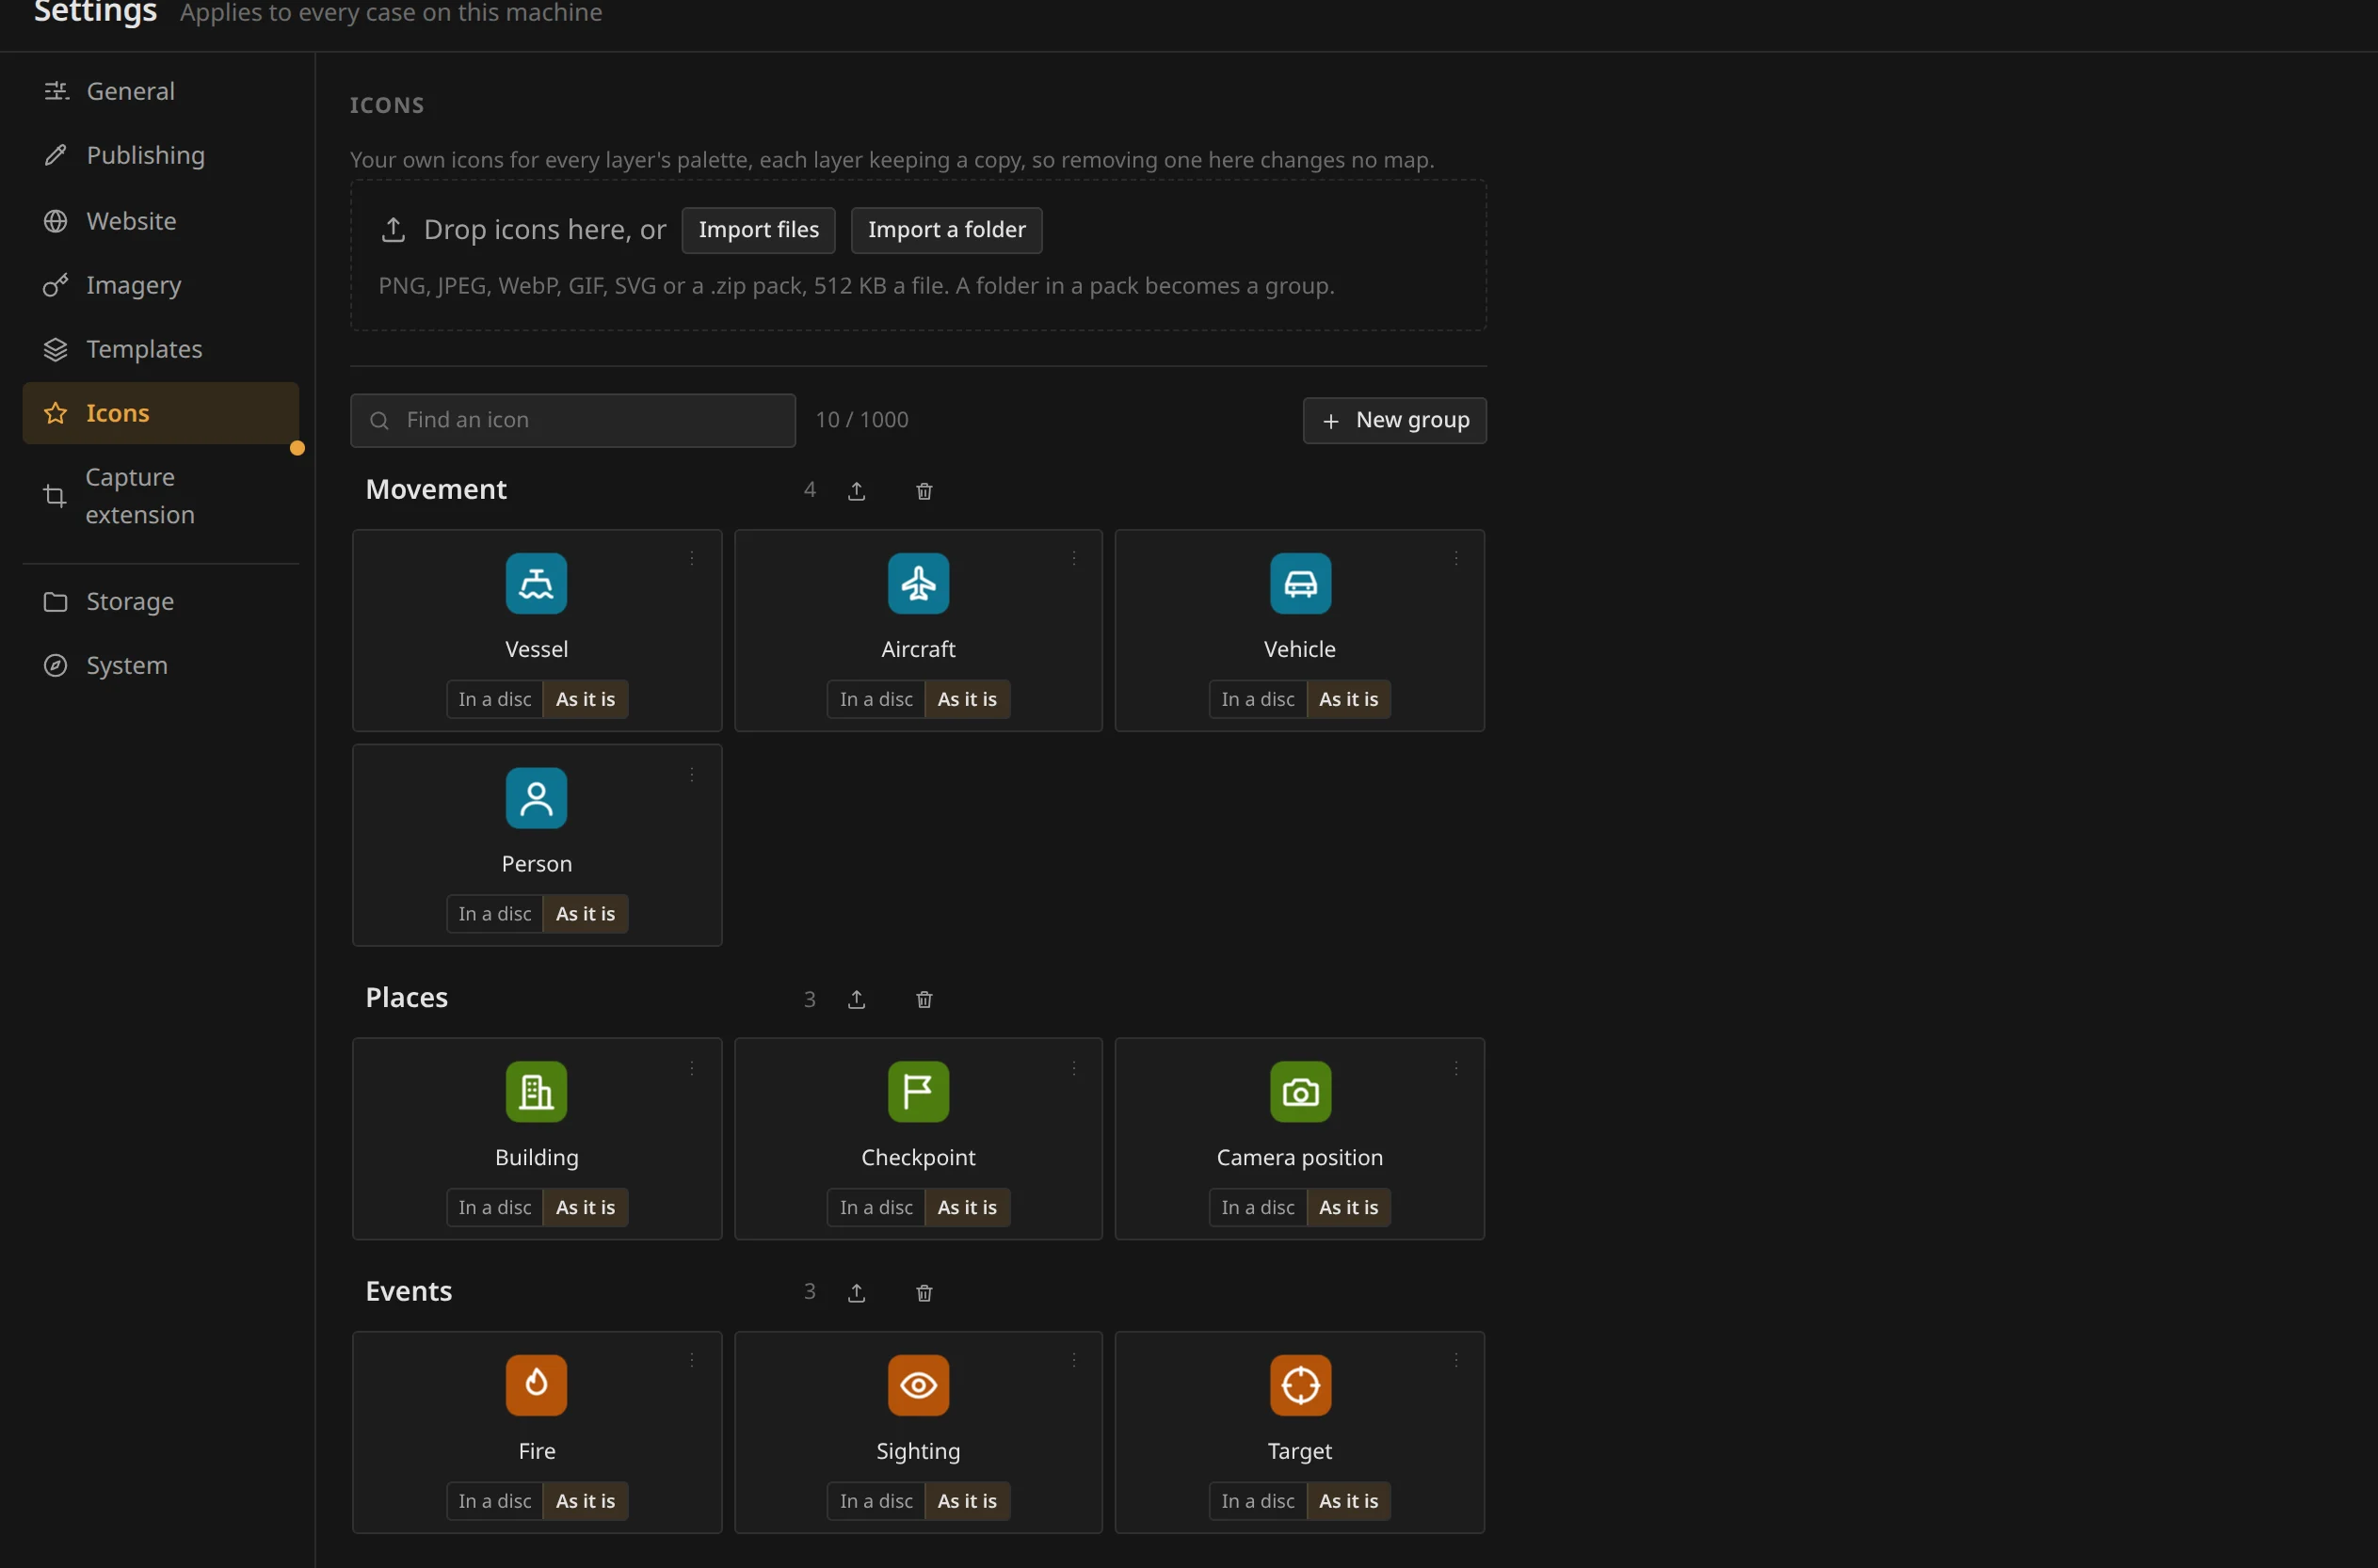 Settings Applies to every case on this machine
General
Publishing
Website
Imagery
Templates
Icons
Capture
extension
Storage
System
ICONS
Your own icons for every layer's palette, each layer keeping a copy, so removing one here changes no map.
Drop icons here, or Import files Import a folder
PNG, JPEG, WebP, GIF, SVG or a .zip pack, 512 KB a file. A folder in a pack becomes a group.
Find an icon 10 / 1000 New group
Movement 4
Vessel Aircraft Vehicle
In a disc As it is In a disc As it is In a disc As it is
Person
In a disc As it is
Places 3
Building Checkpoint Camera position
In a disc As it is In a disc As it is In a disc As it is
Events 3
Fire Sighting Target
In a disc As it is In a disc As it is In a disc As it is